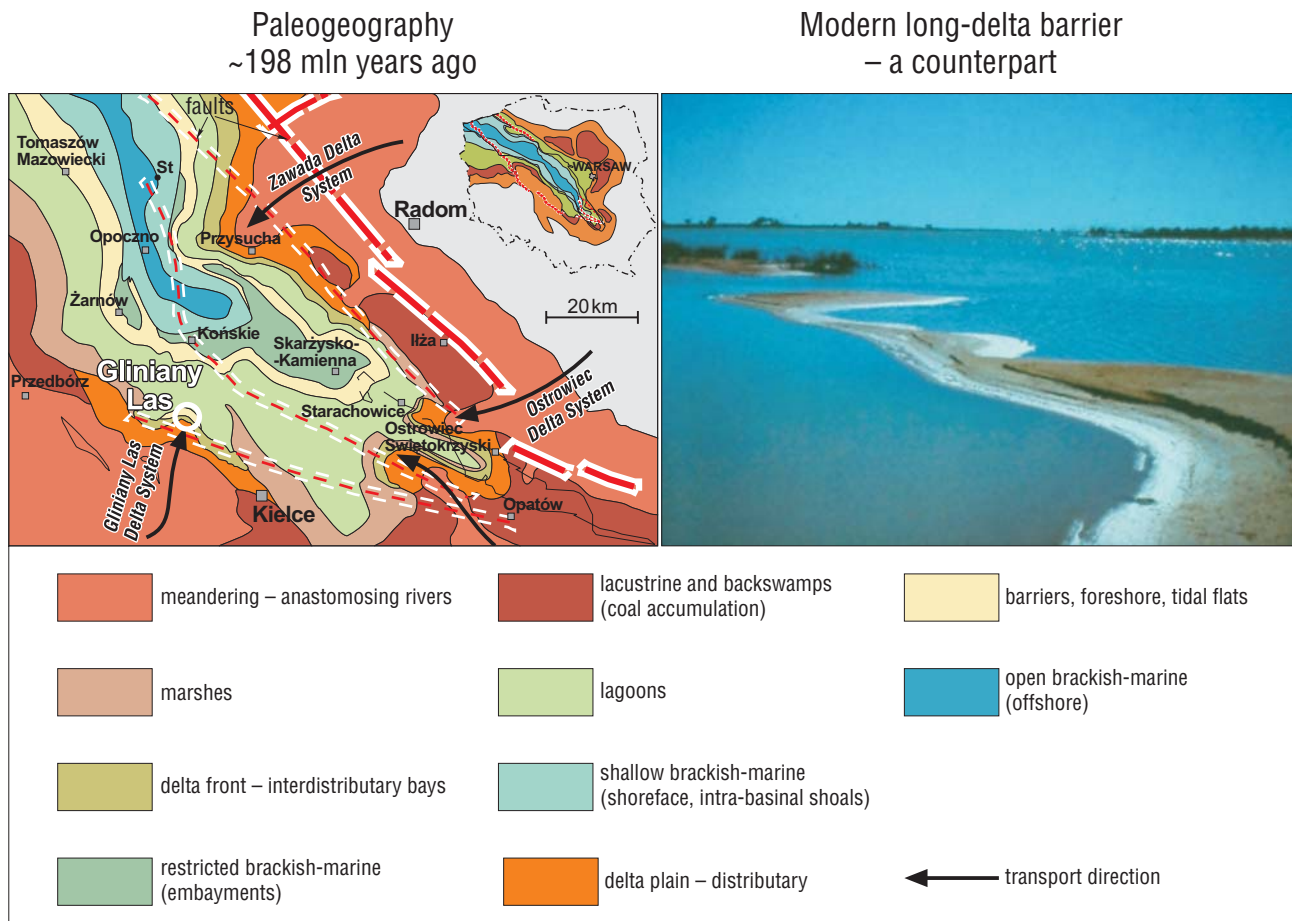 Paleogeography
~198 mln years ago
Modern long-delta barrier
– a counterpart
faults
Tomaszów
Mazowiecki
St
Zawada Delta
System
WARSAW
Radom
Opoczno
Przysucha
20 km
Żarnów
Końskie
Skarżysko-
-Kamienna
Iłża
Gliniany
Las
Przedbórz
Starachowice
Ostrowiec
Delta System
Ostrowiec
Świętokrzyski
Gliniany Las
Delta System
Kielce
Opatów
meandering – anastomosing rivers
lacustrine and backswamps
(coal accumulation)
barriers, foreshore, tidal flats
marshes
lagoons
open brackish-marine
(offshore)
delta front – interdistributary bays
shallow brackish-marine
(shoreface, intra-basinal shoals)
restricted brackish-marine
(embayments)
delta plain – distributary
transport direction